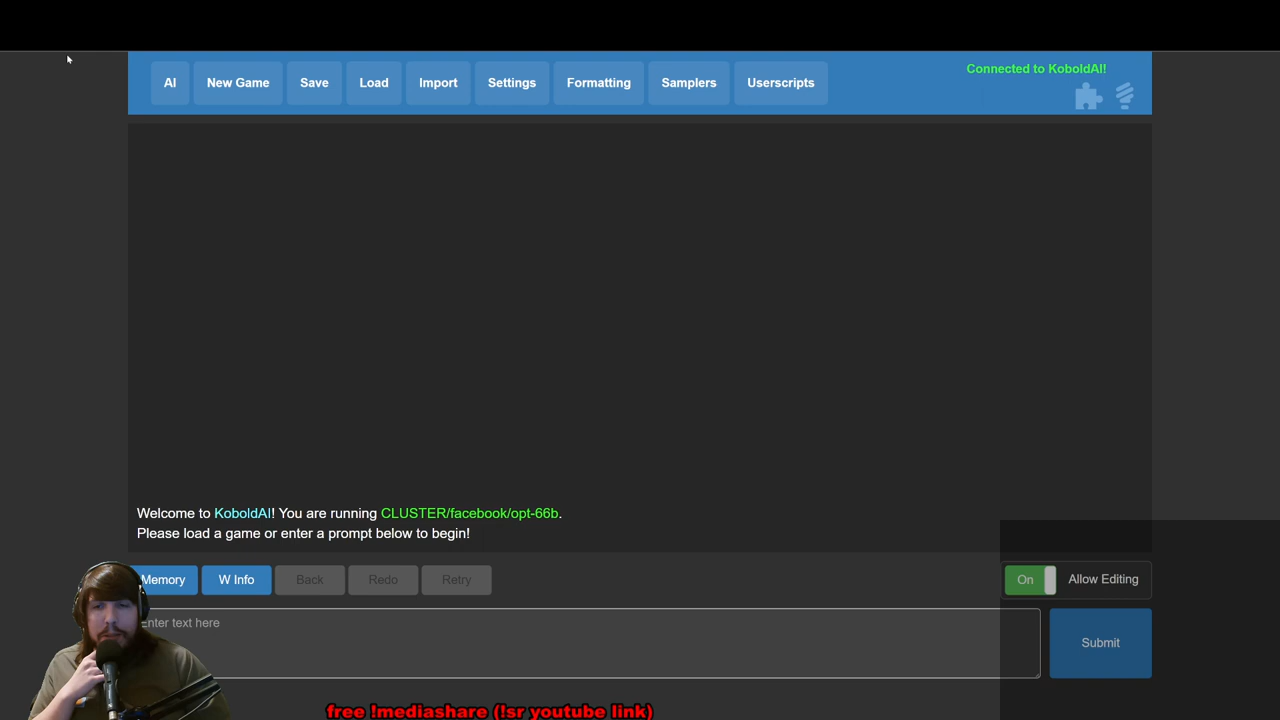 AI New Game Save Load Import Settings Formatting Samplers Userscripts
Connected to KoboldAI!
Welcome to KoboldAI! You are running CLUSTER/facebook/opt-66b.
Please load a game or enter a prompt below to begin!
Memory W Info Back Redo Retry On Allow Editing
Enter text here
Submit
free !mediashare (!sr youtube link)